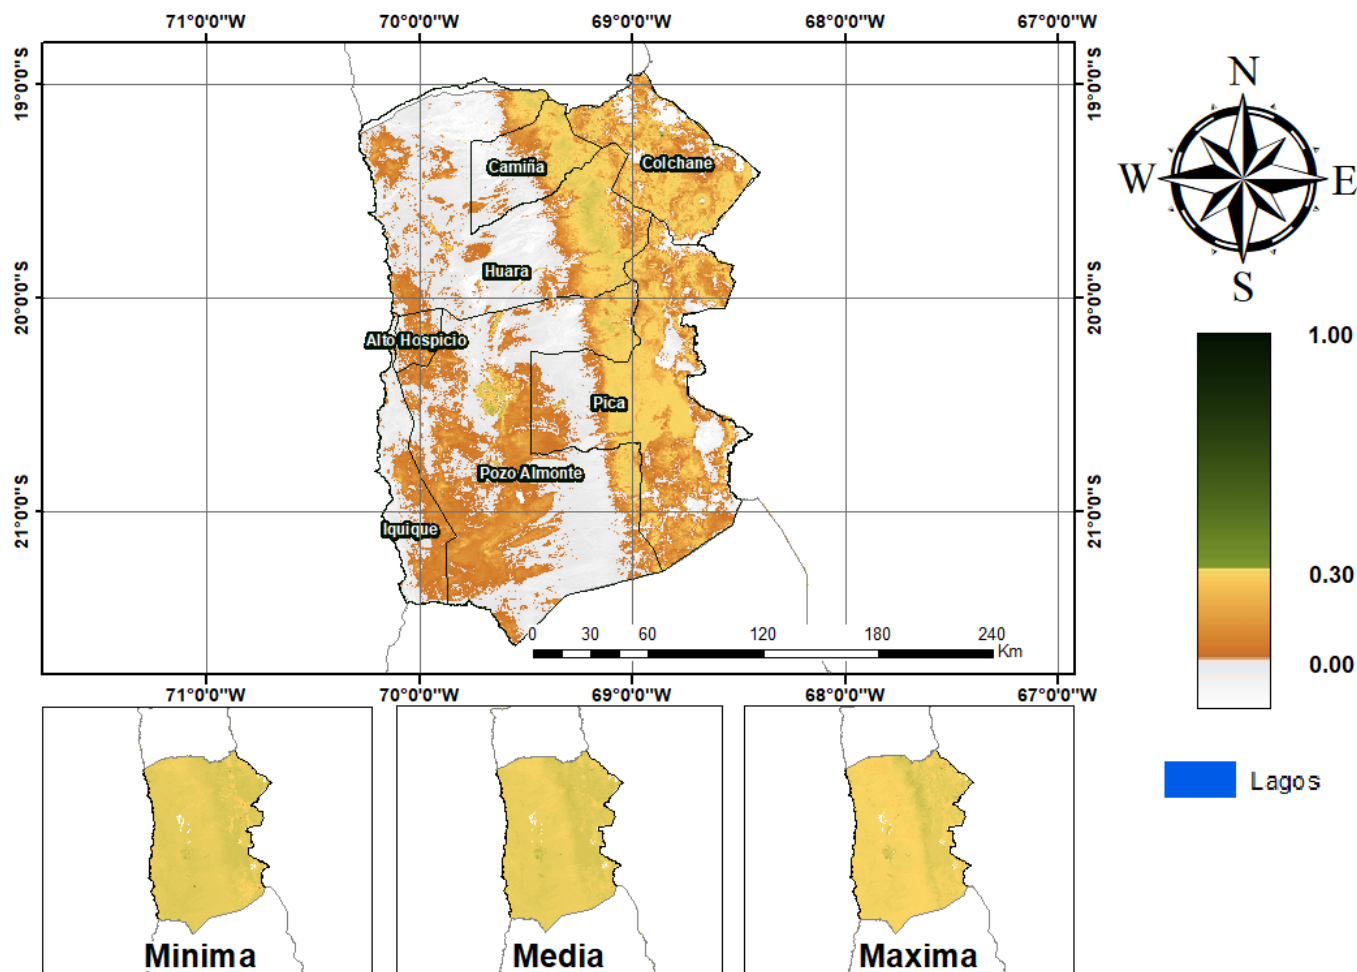 71°0'0"W 70°0'0"W 69°0'0"W 68°0'0"W 67°0'0"W
19°0'0"S
19°0'0"S
20°0'0"S
20°0'0"S
21°0'0"S
21°0'0"S
Camiña
Colchane
Huara
Alto Hospicio
Pica
Pozo Almonte
Iquique
0 30 60 120 180 240
Km
71°0'0"W 70°0'0"W 69°0'0"W 68°0'0"W 67°0'0"W
N
W
E
S
1.00
0.30
0.00
Lagos
Minima
Media
Maxima